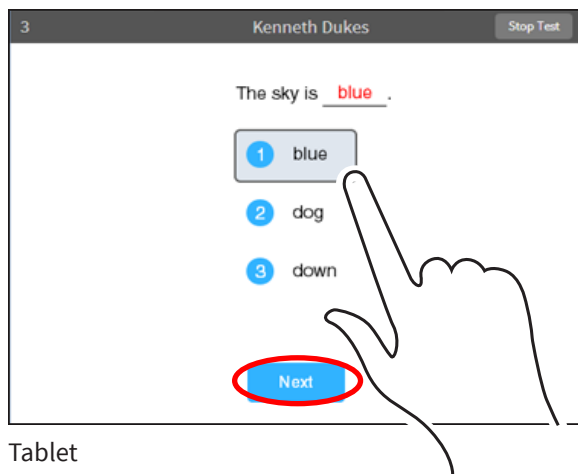 3 Kenneth Dukes Stop Test
The sky is blue .
1 blue
2 dog
3 down
Next
Tablet